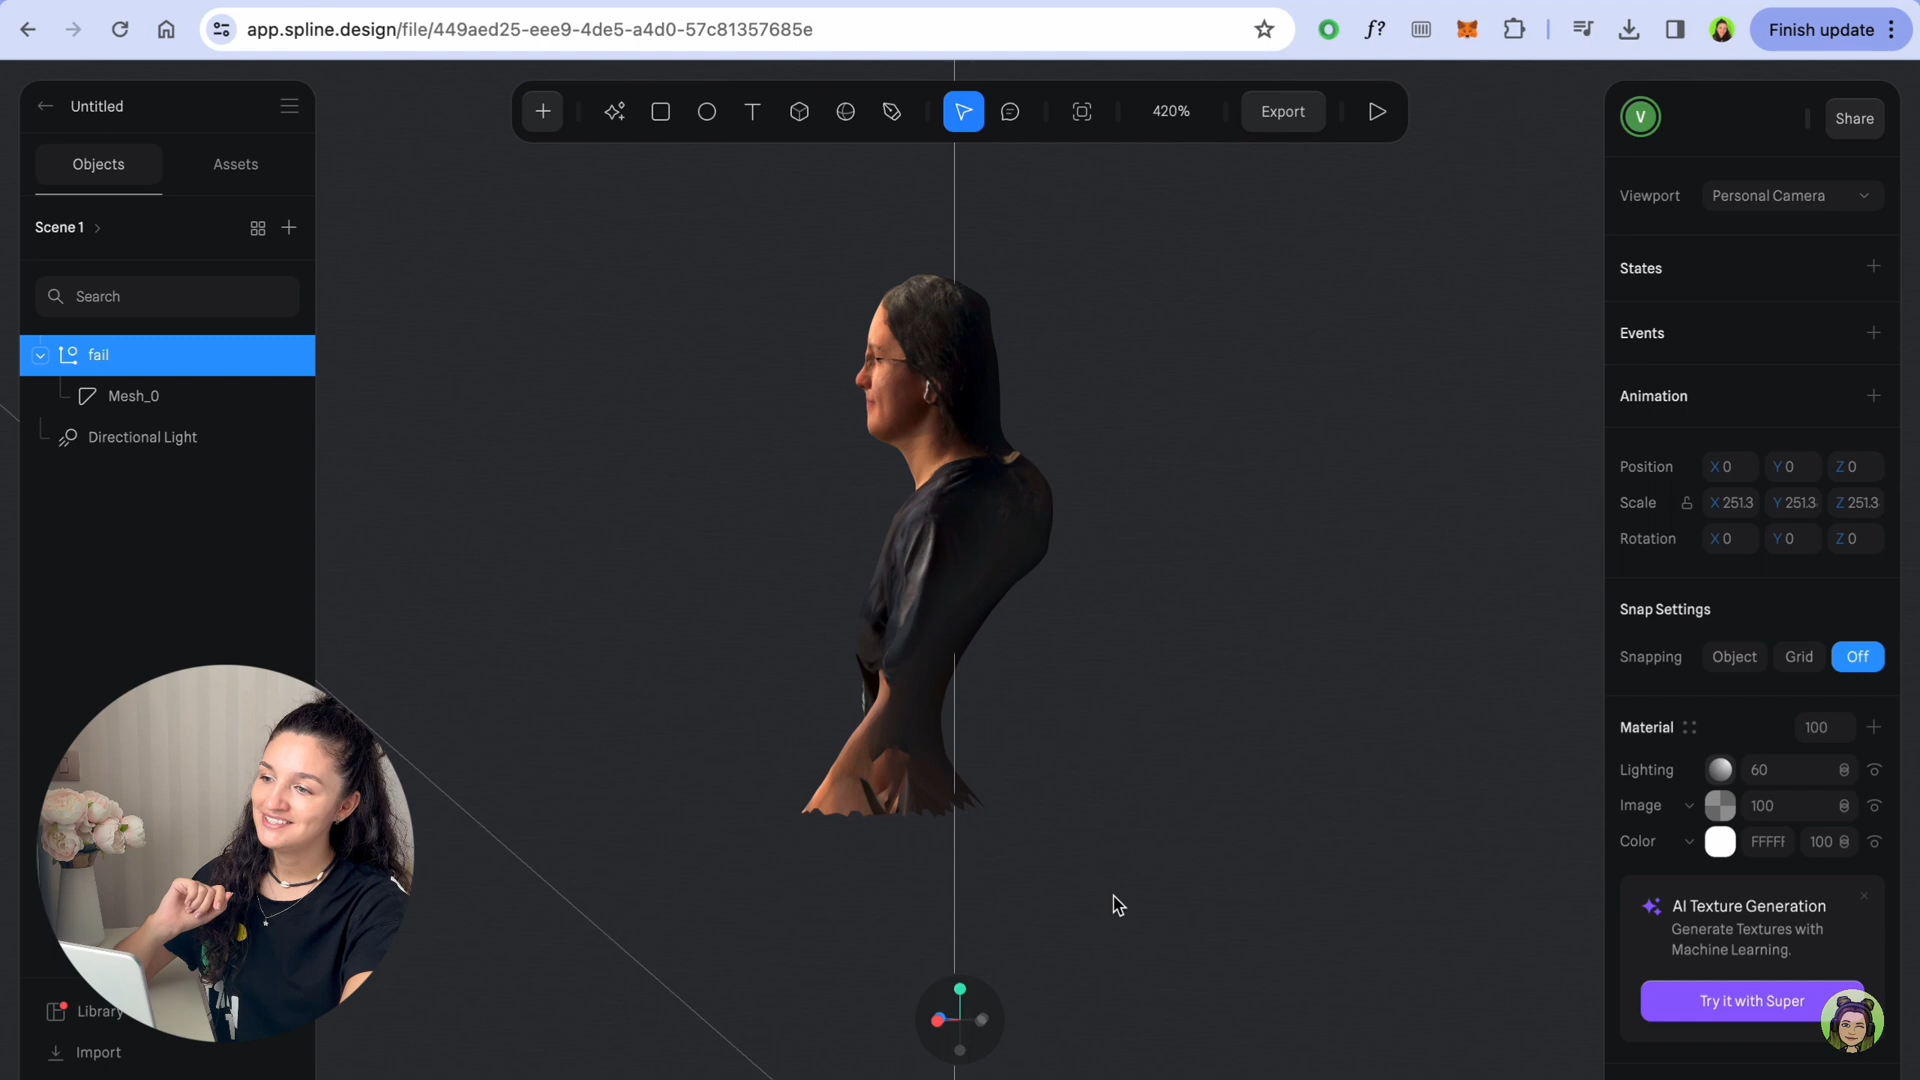 app.spline.design/file/449aed25-eee9-4de5-a4d0-57c81357685e
f?
Finish update
Untitled
420%
Export
V
Share
Objects
Assets
Viewport
Personal Camera
Scene 1
States
Search
Events
fail
Mesh_0
Animation
Directional Light
Position X 0 Y 0 Z 0
Scale X 251.3 Y 251.3 Z 251.3
Rotation X 0 Y 0 Z 0
Snap Settings
Snapping Object Grid Off
Material 100
Lighting 60
Image 100
Color FFFFF 100
AI Texture Generation
Generate Textures with
Machine Learning.
Try it with Super
Library
Import